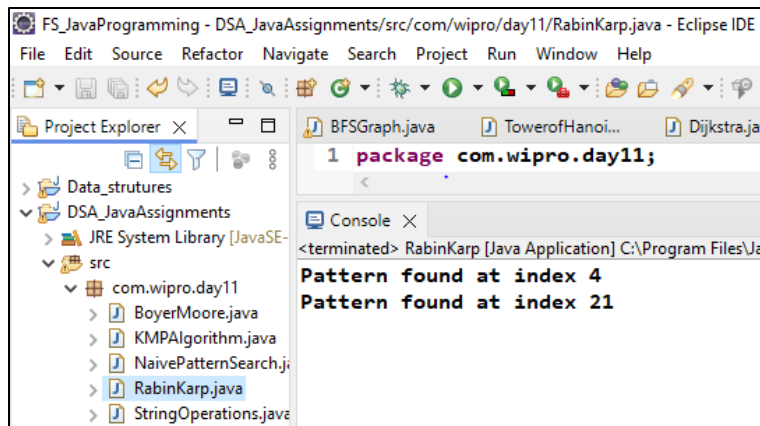 FS_JavaProgramming - DSA_JavaAssignments/src/com/wipro/day11/RabinKarp.java - Eclipse IDE
File Edit Source Refactor Navigate Search Project Run Window Help
Project Explorer
Data_strutures
DSA_JavaAssignments
JRE System Library [JavaSE-
src
com.wipro.day11
BoyerMoore.java
KMPAlgorithm.java
NaivePatternSearch.ja
RabinKarp.java
StringOperations.java
BFSGraph.java TowerofHanoi... Dijkstra.ja
1 package com.wipro.day11;
Console
<terminated> RabinKarp [Java Application] C:\Program Files\Ja
Pattern found at index 4
Pattern found at index 21